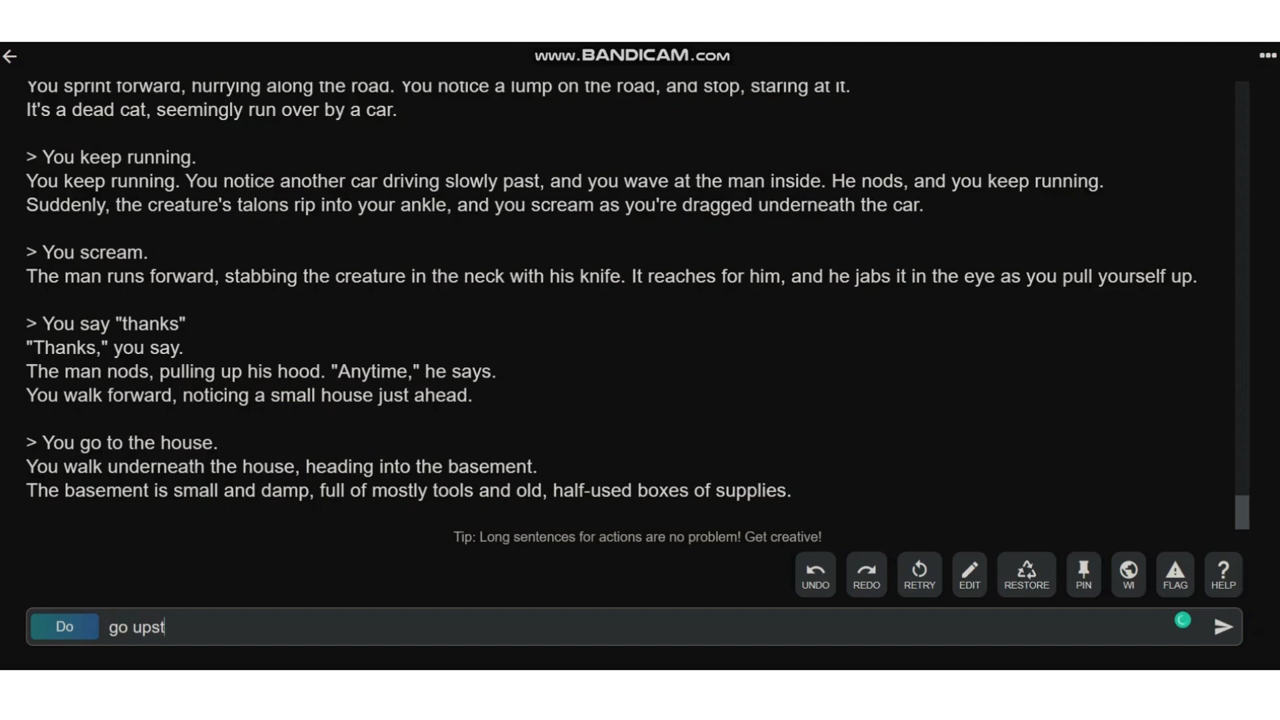 www.BANDICAM.com
You sprint forward, hurrying along the road. You notice a lump on the road, and stop, staring at it.
It's a dead cat, seemingly run over by a car.
> You keep running.
You keep running. You notice another car driving slowly past, and you wave at the man inside. He nods, and you keep running.
Suddenly, the creature's talons rip into your ankle, and you scream as you're dragged underneath the car.
> You scream.
The man runs forward, stabbing the creature in the neck with his knife. It reaches for him, and he jabs it in the eye as you pull yourself up.
> You say "thanks"
"Thanks," you say.
The man nods, pulling up his hood. "Anytime," he says.
You walk forward, noticing a small house just ahead.
> You go to the house.
You walk underneath the house, heading into the basement.
The basement is small and damp, full of mostly tools and old, half-used boxes of supplies.
Tip: Long sentences for actions are no problem! Get creative!
UNDO REDO RETRY EDIT RESTORE PIN WI FLAG HELP
Do go upst